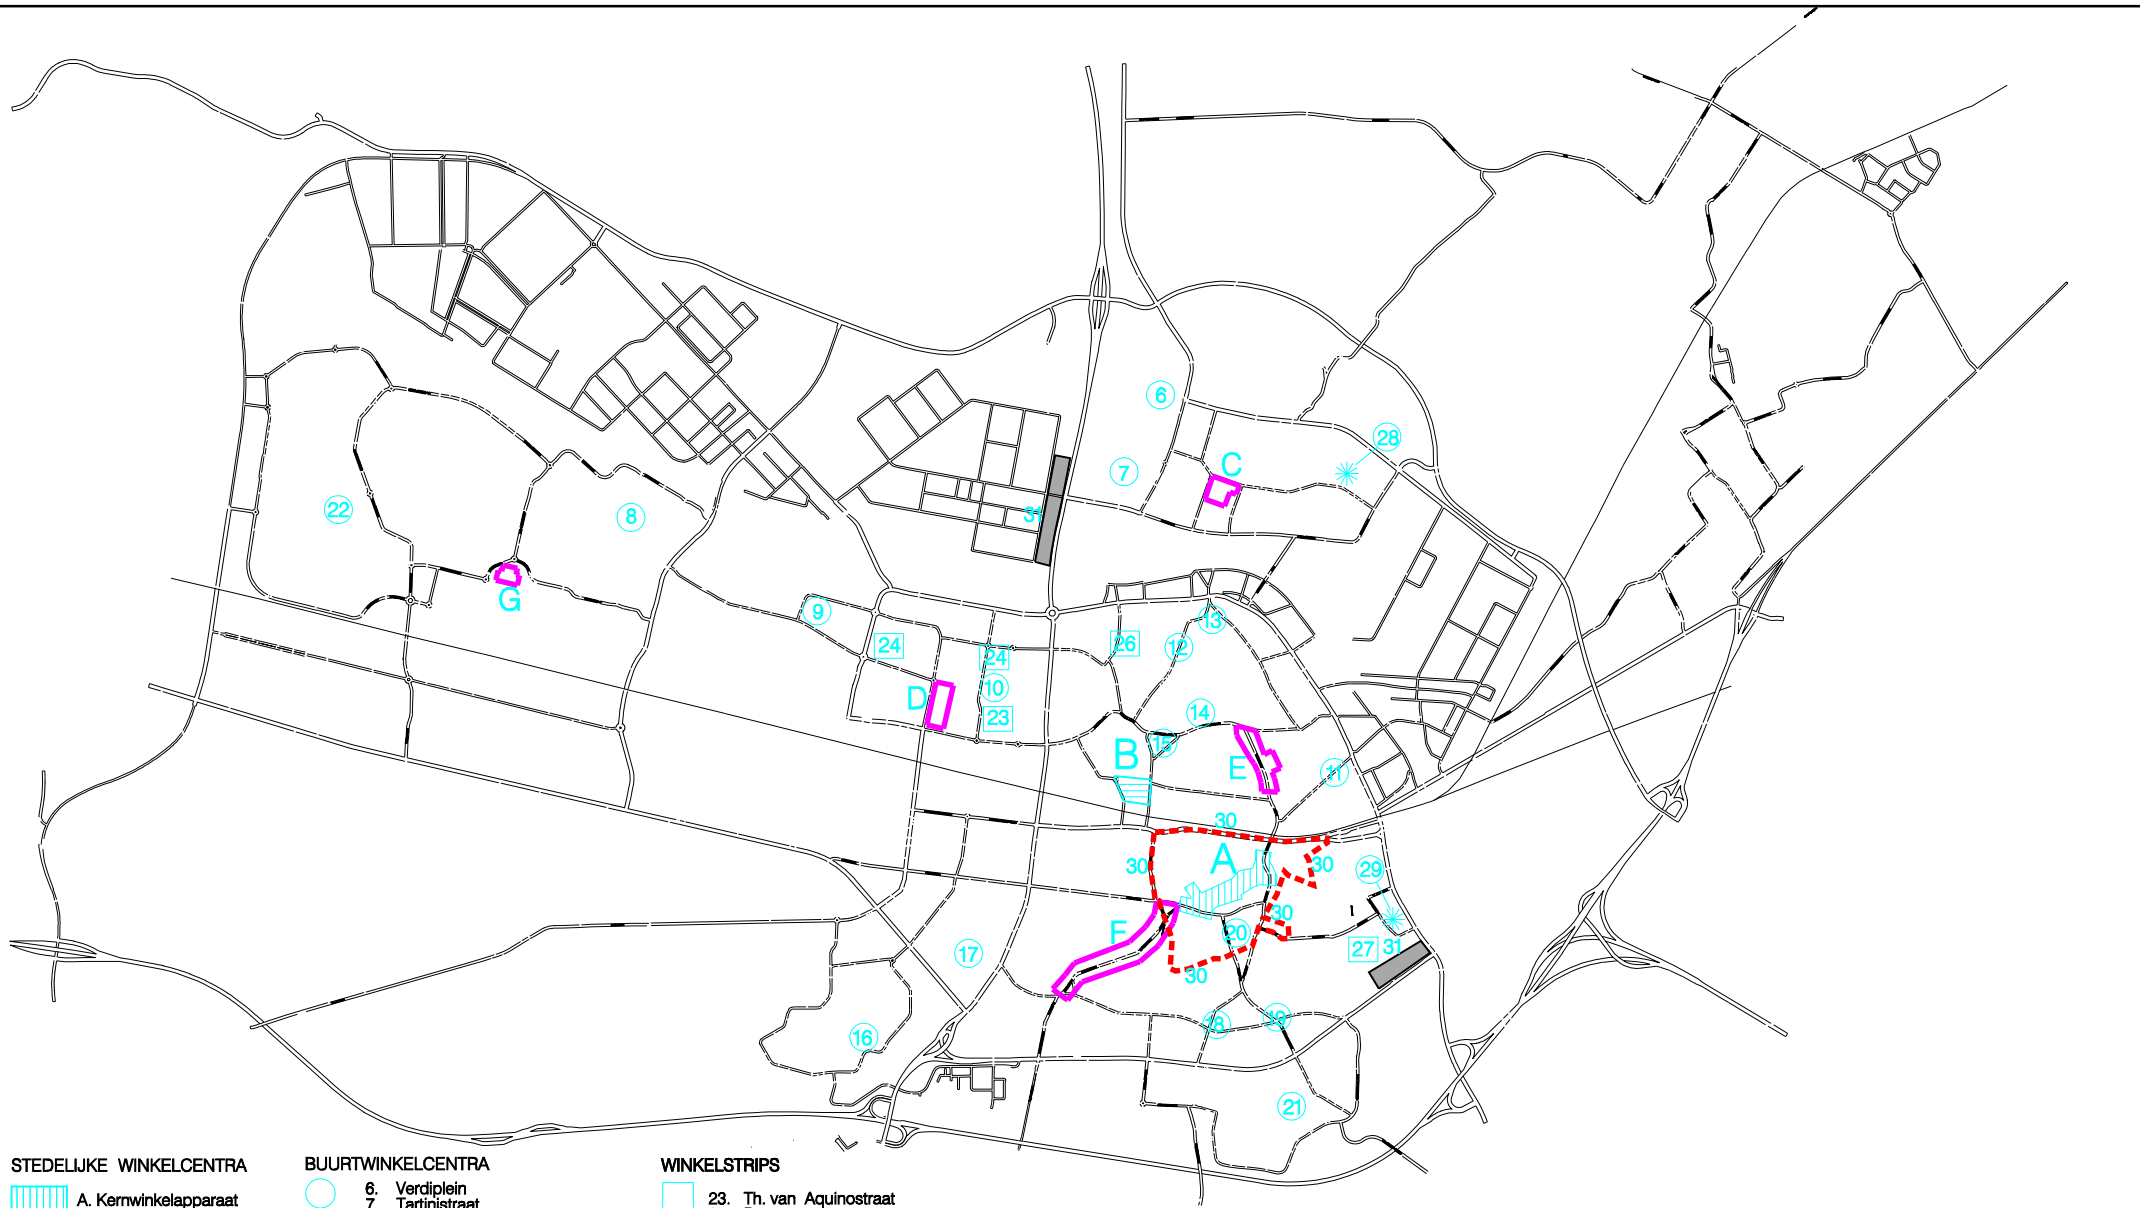 6
28
C
7
31
22
8
G
9
13
24
26
12
24
10
D
23
14
15
B
E
11
30
A
30
30
29
30
F
20
17
27
31
30
18
19
16
21
STEDELIJKE WINKELCENTRA
BUURTWINKELCENTRA
WINKELSTRIPS
A. Kernwinkelapparaat
6. Verdiplein
7. Tartinistraat
23. Th. van Aquinostraat